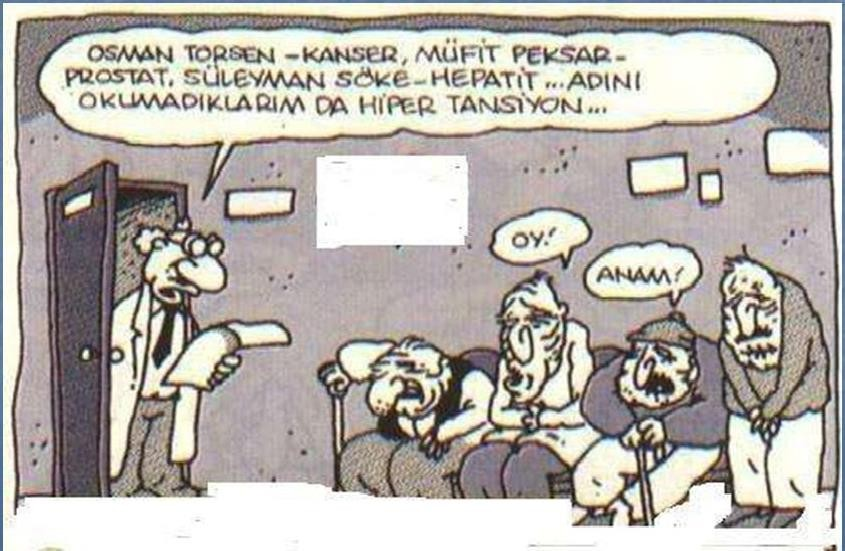 OSMAN TORSEN -KANSER, MÜFİT PEKSAR-
PROSTAT, SÜLEYMAN SÖKE-HEPATİT...ADINI
OKUMADIKLARIM DA HİPER TANSİYON...
OY!
ANAM!